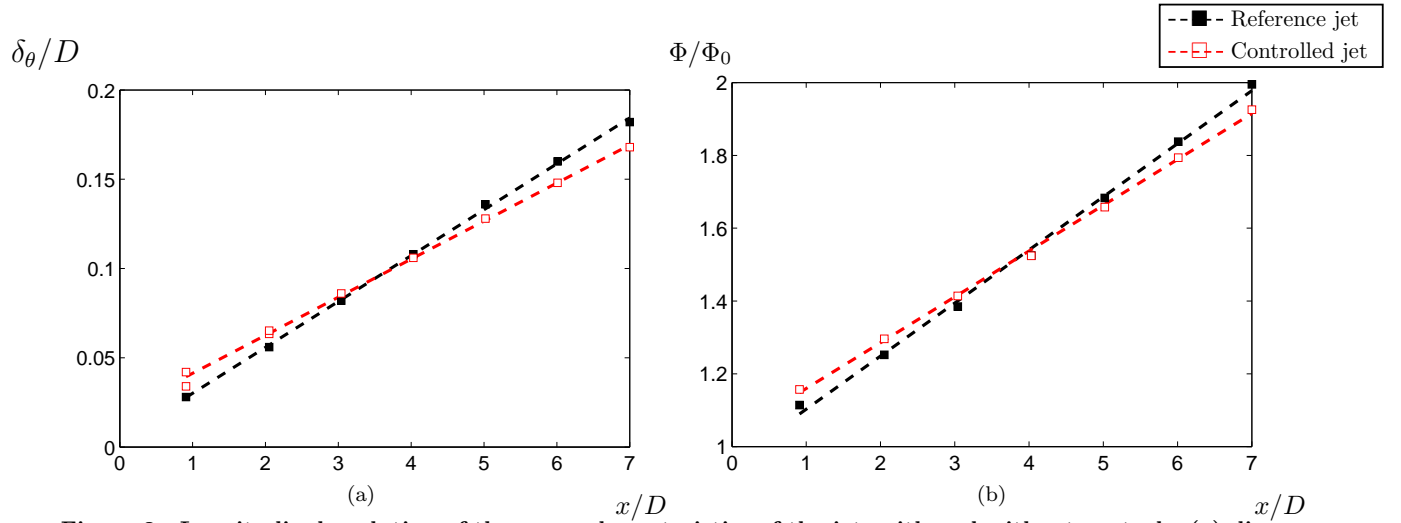 Reference jet
Controlled jet
δθ/D
0.2
0.15
0.1
0.05
0
0 1 2 3 4 5 6 7
(a)
x/D
Φ/Φ0
2
1.8
1.6
1.4
1.2
1
0 1 2 3 4 5 6 7
(b)
x/D